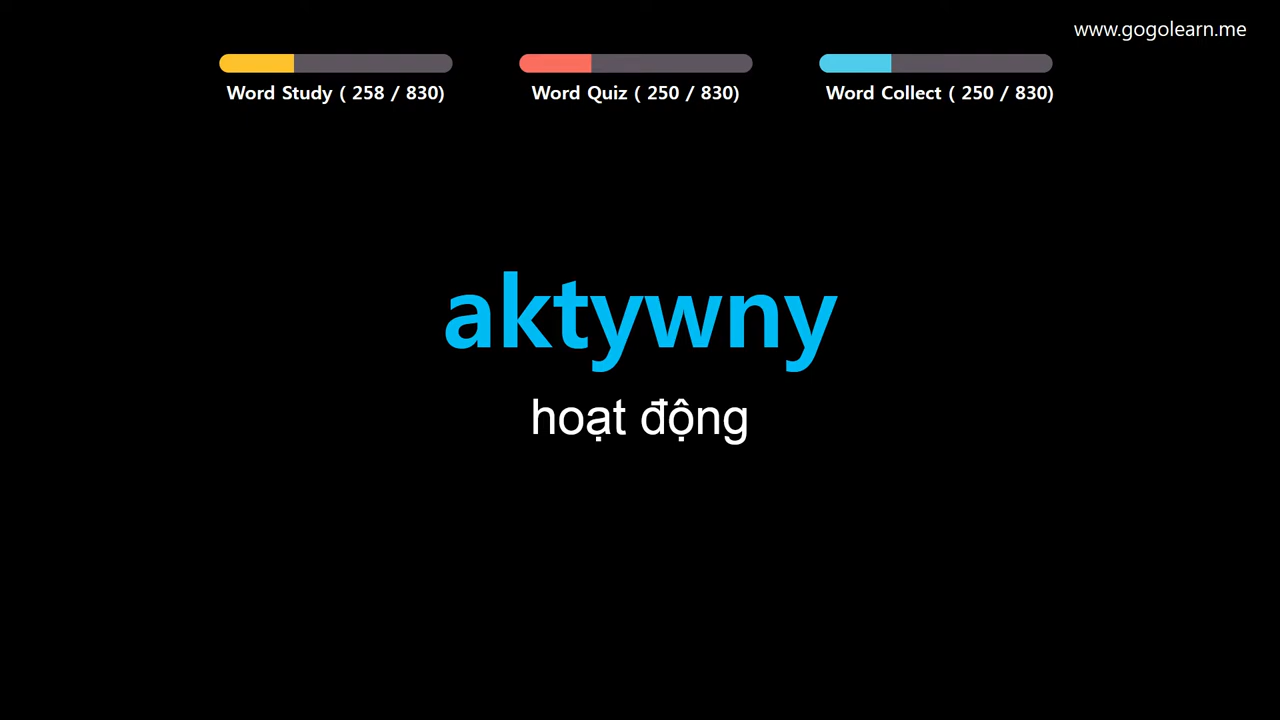 www.gogolearn.me
Word Study ( 258 / 830)
Word Quiz ( 250 / 830)
Word Collect ( 250 / 830)
aktywny
hoạt động